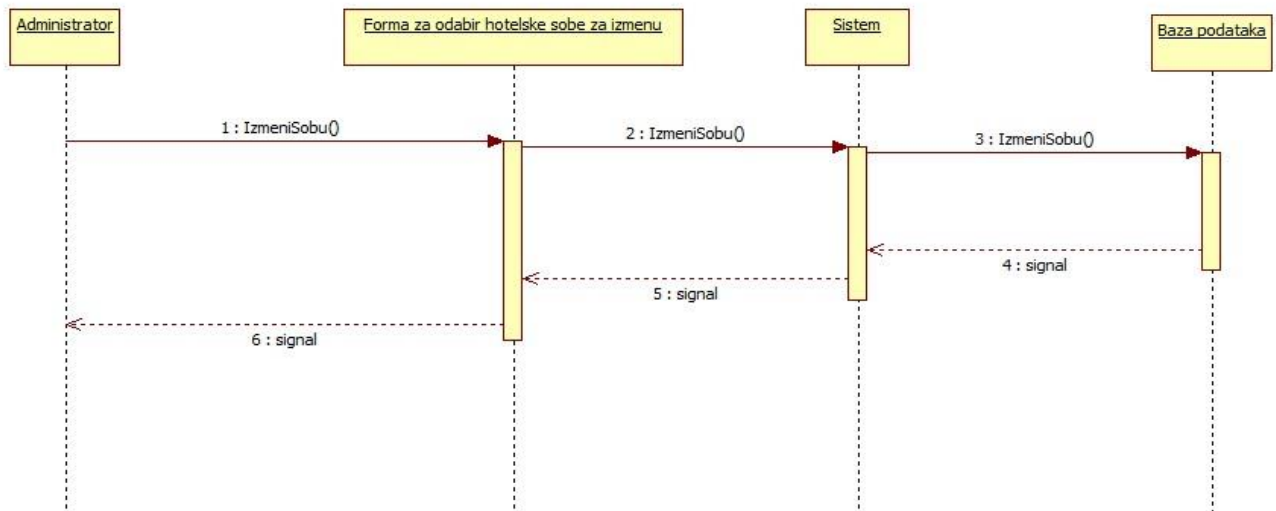 Administrator
Forma za odabir hotelske sobe za izmenu
Sistem
Baza podataka
1 : IzmeniSobu()
2 : IzmeniSobu()
3 : IzmeniSobu()
4 : signal
5 : signal
6 : signal